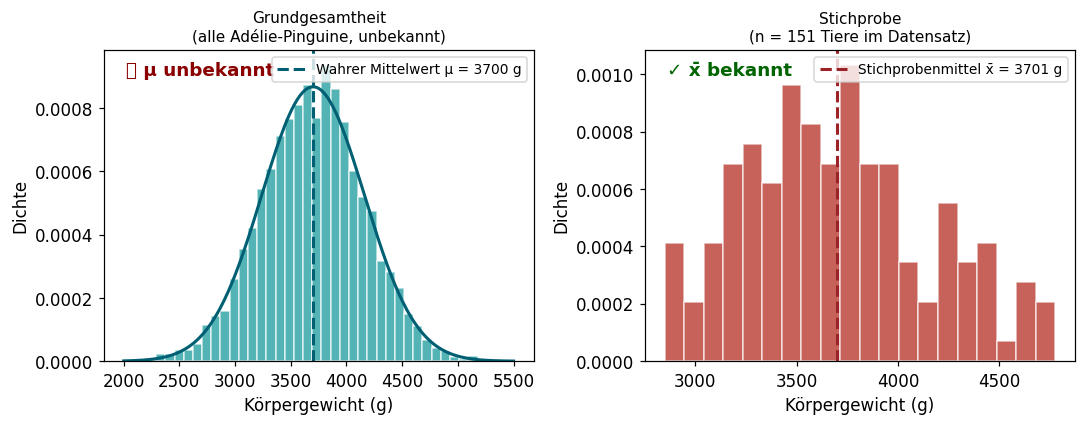 Grundgesamtheit
(alle Adélie-Pinguine, unbekannt)
μ unbekannt
Wahrer Mittelwert μ = 3700 g
Dichte
0.0008
0.0006
0.0004
0.0002
0.0000
2000 2500 3000 3500 4000 4500 5000 5500
Körpergewicht (g)
Stichprobe
(n = 151 Tiere im Datensatz)
✓ x̄ bekannt
Stichprobenmittel x̄ = 3701 g
Dichte
0.0010
0.0008
0.0006
0.0004
0.0002
0.0000
3000 3500 4000 4500
Körpergewicht (g)